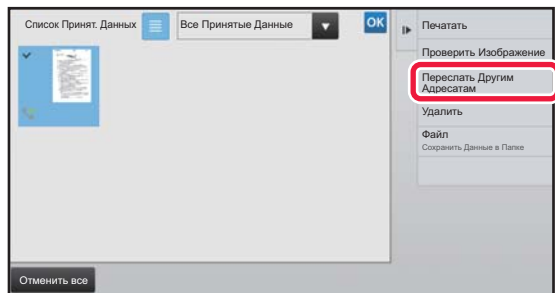 Список Принят. Данных
Все Принятые Данные
OK
Печатать
Проверить Изображение
Переслать Другим
Адресатам
Удалить
Файл
Сохранить Данные в Папке
Отменить все